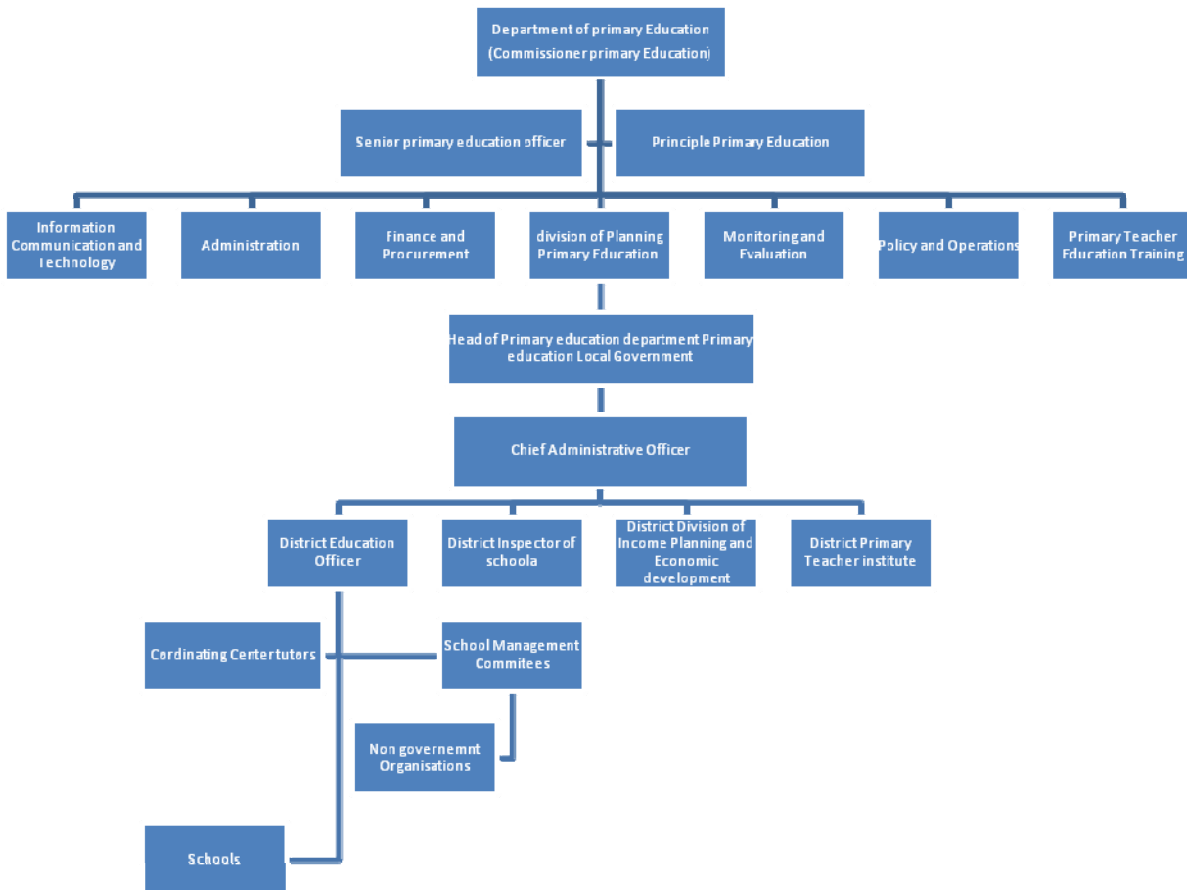 Department of primary Education
(Commissioner primary Education)
Senior primary education officer
Principle Primary Education
Information
Communication and
Technology
Administration
Finance and
Procurement
division of Planning
Primary Education
Monitoring and
Evaluation
Policy and Operations
Primary Teacher
Education Training
Head of Primary education department Primary
education Local Government
Chief Administrative Officer
District Education
Officer
District Inspector of
schoola
District Division of
Income Planning and
Economic
development
District Primary
Teacher institute
Cordinating Center tutors
School Management
Commitees
Non governemnt
Organisations
Schools